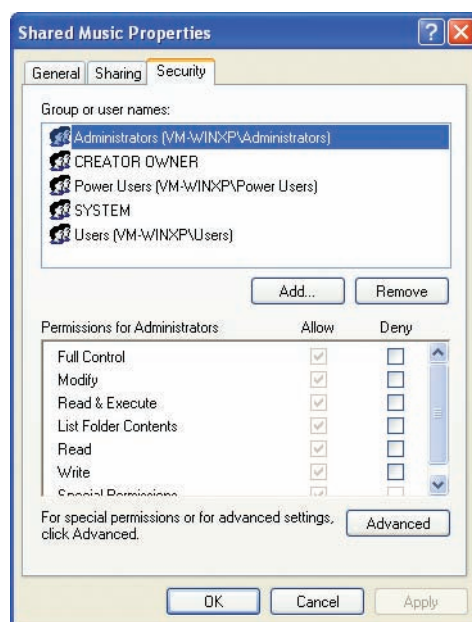 Shared Music Properties
General Sharing Security
Group or user names:
Administrators (VM-WINXP\Administrators)
CREATOR OWNER
Power Users (VM-WINXP\Power Users)
SYSTEM
Users (VM-WINXP\Users)
Add... Remove
Permissions for Administrators Allow Deny
Full Control
Modify
Read & Execute
List Folder Contents
Read
Write
Special Permissions
For special permissions or for advanced settings,
click Advanced.
Advanced
OK Cancel Apply